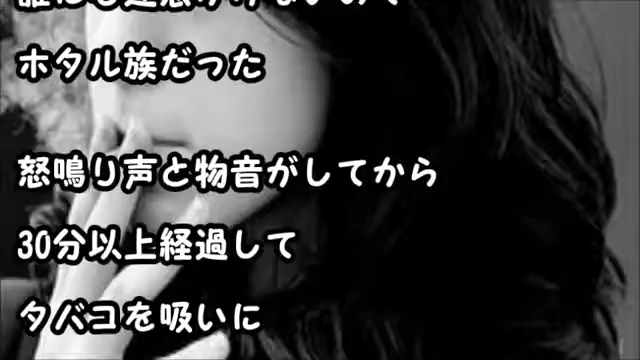 ホタル族だった
怒鳴り声と物音がしてから
30分以上経過して
タバコを吸いに